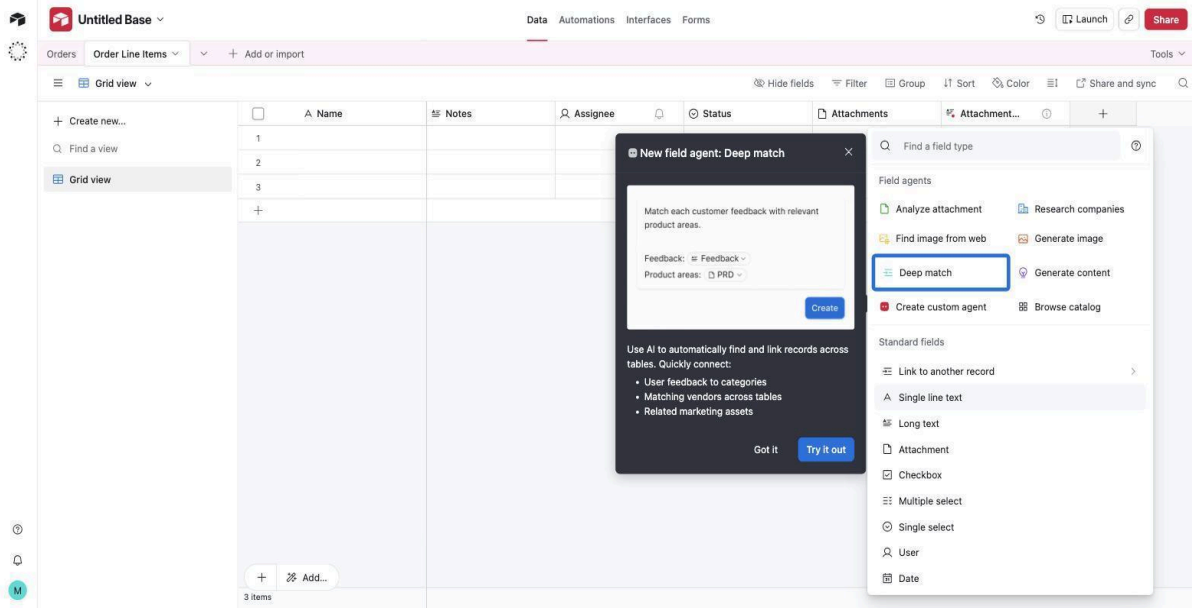 Untitled Base
Data Automations Interfaces Forms
Launch
Share
Orders Order Line Items
Add or import
Tools
Grid view
Hide fields Filter Group Sort Color Share and sync
Create new...
Find a view
Grid view
Name Notes Assignee Status Attachments Attachment...
1
2
3
New field agent: Deep match
Match each customer feedback with relevant
product areas.
Feedback: Feedback
Product areas: PRD
Create
Use AI to automatically find and link records across
tables. Quickly connect:
• User feedback to categories
• Matching vendors across tables
• Related marketing assets
Got it
Try it out
Find a field type
Field agents
Analyze attachment Research companies
Find image from web Generate image
Deep match Generate content
Create custom agent Browse catalog
Standard fields
Link to another record
Single line text
Long text
Attachment
Checkbox
Multiple select
Single select
User
Date
M
Add...
3 items